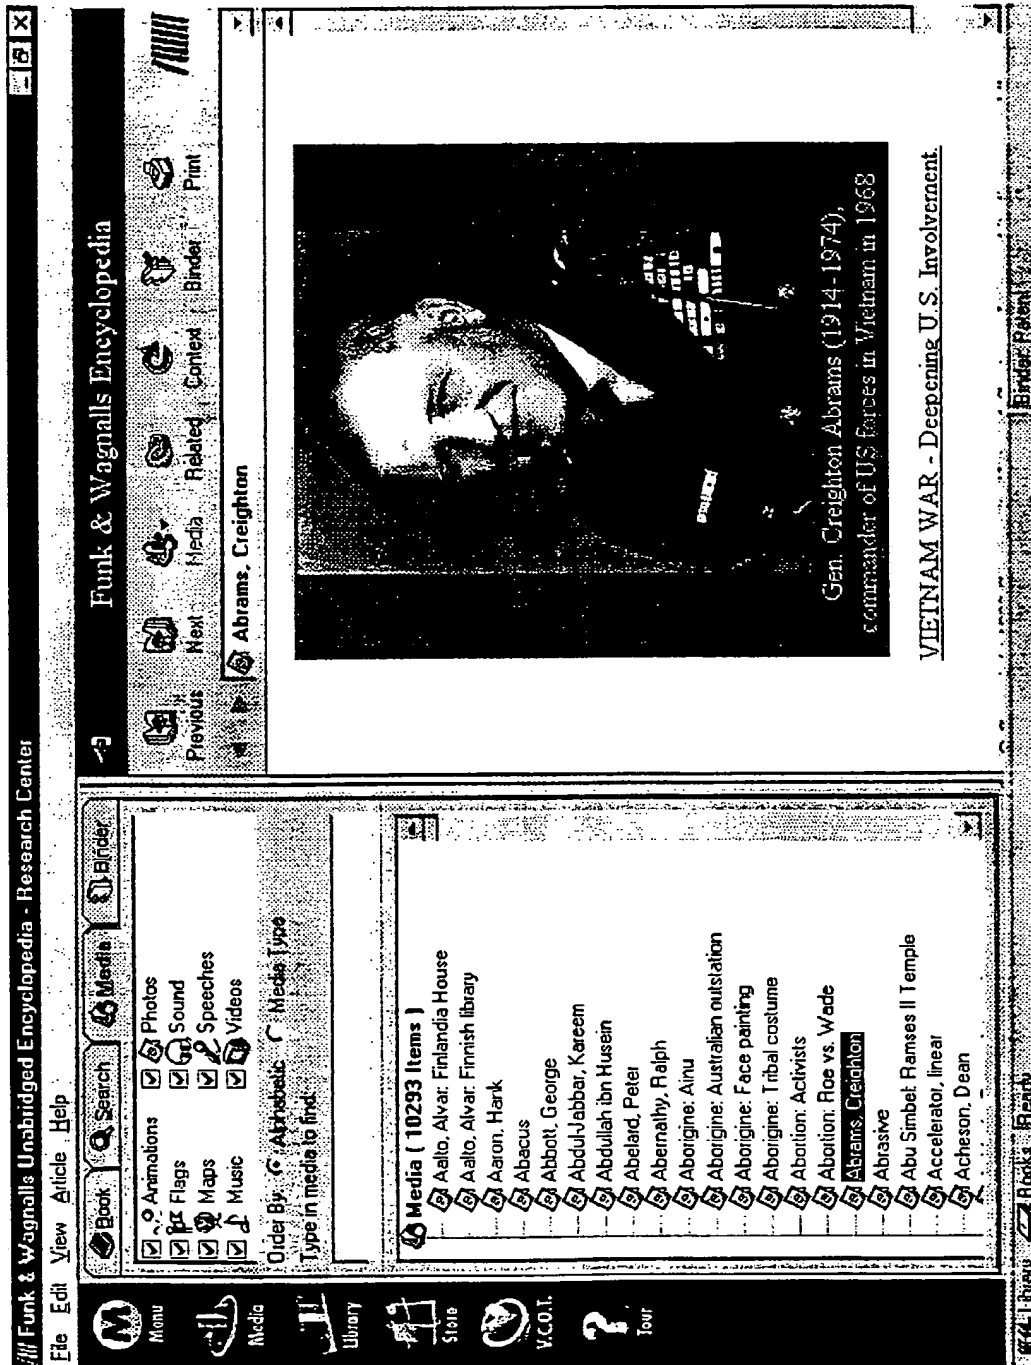 Funk & Wagnalls Unabridged Encyclopedia - Research Center
File Edit View Article Help
Menu
Media
Library
Store
V.C.O.T.
Tour
Book Search Media Binder
Animations Photos
Flags Sound
Maps Speeches
Music Videos
Order By: Alphabetic Media Type
Type in media to find:
Media ( 10293 Items )
Aalto, Alvar: Finlandia House
Aalto, Alvar: Finnish library
Aaron, Hank
Abacus
Abbott, George
Abdul-Jabbar, Kareem
Abdullah ibn Husein
Abelard, Peter
Abernathy, Ralph
Aborigine: Ainu
Aborigine: Australian outstation
Aborigine: Face painting
Aborigine: Tribal costume
Abortion: Activists
Abortion: Roe vs. Wade
Abrams, Creighton
Abrasive
Abu Simbel: Ramses II Temple
Accelerator, linear
Acheson, Dean
Funk & Wagnalls Encyclopedia
Previous Next Media Related Context Binder Print
Abrams, Creighton
Gen. Creighton Abrams (1914-1974),
commander of US forces in Vietnam in 1968
VIETNAM WAR - Deepening U.S. Involvement.
Library Books Ready